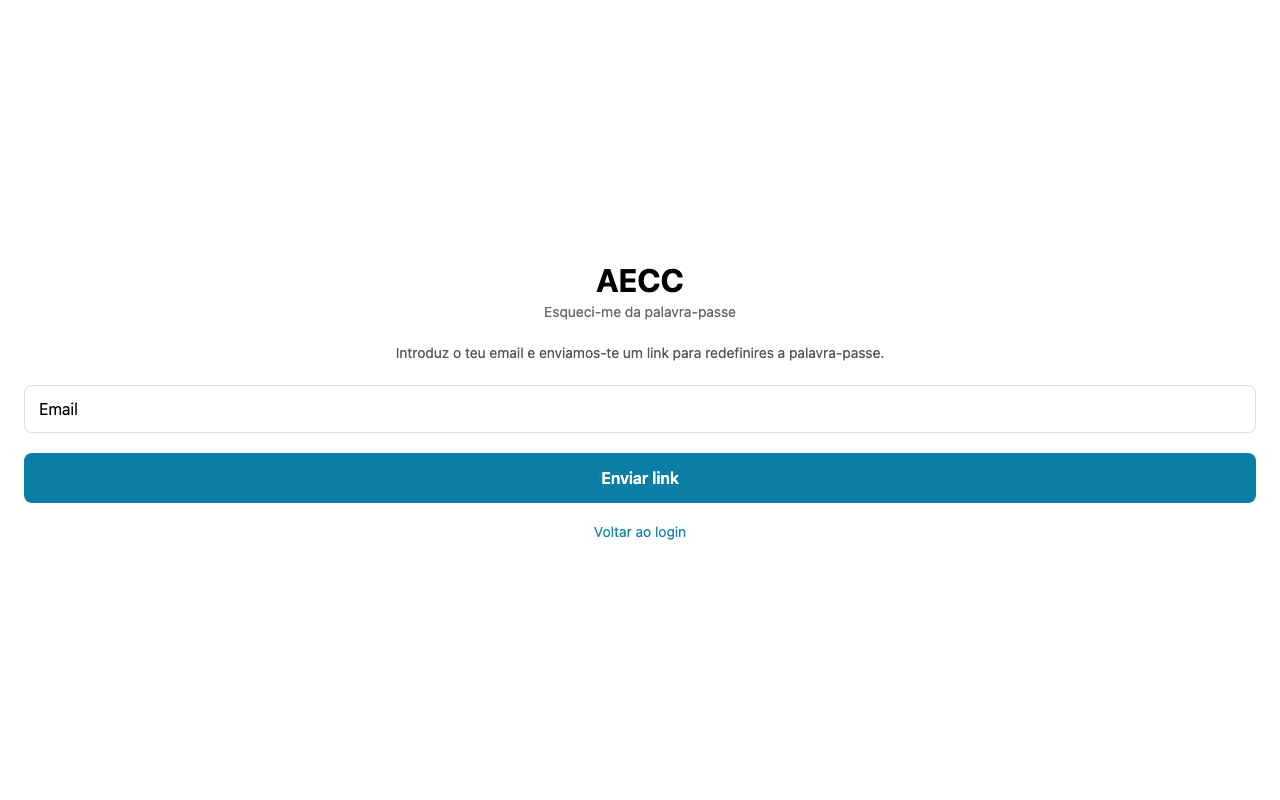 AECC
Esqueci-me da palavra-passe
Introduz o teu email e enviamos-te um link para redefinires a palavra-passe.
Email
Enviar link
Voltar ao login